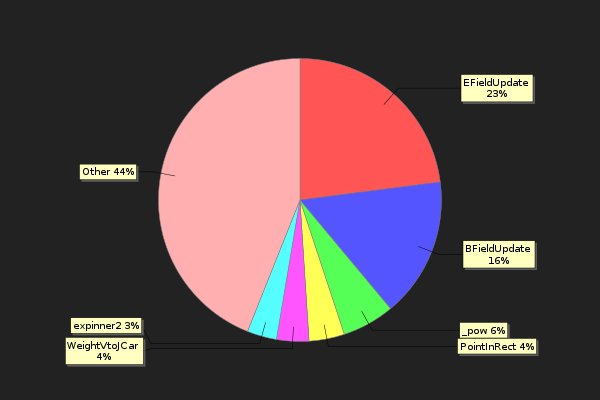 EFieldUpdate
23%
BFieldUpdate
16%
_pow 6%
PointInRect 4%
WeightVtoJCar
4%
expinner2 3%
Other 44%